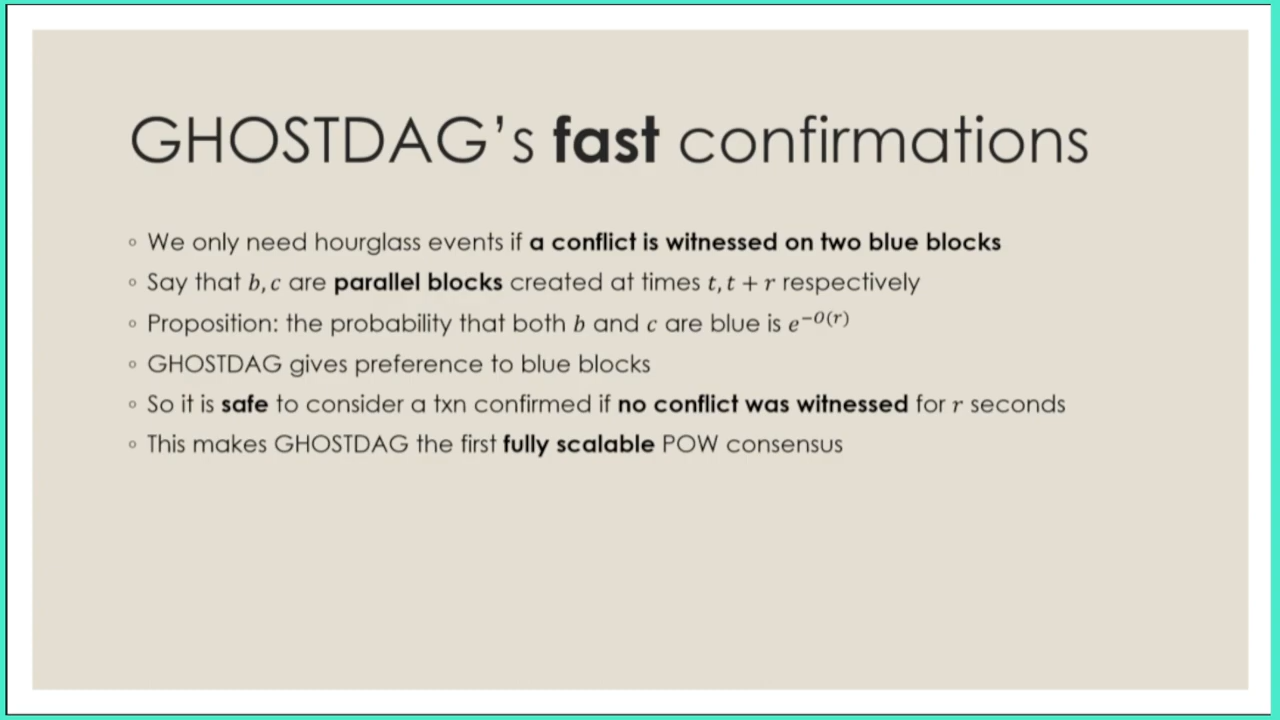 GHOSTDAG’s fast confirmations
◦ We only need hourglass events if a conflict is witnessed on two blue blocks
◦ Say that b, c are parallel blocks created at times t, t + r respectively
◦ Proposition: the probability that both b and c are blue is e^{−O(r)}
◦ GHOSTDAG gives preference to blue blocks
◦ So it is safe to consider a txn confirmed if no conflict was witnessed for r seconds
◦ This makes GHOSTDAG the first fully scalable POW consensus